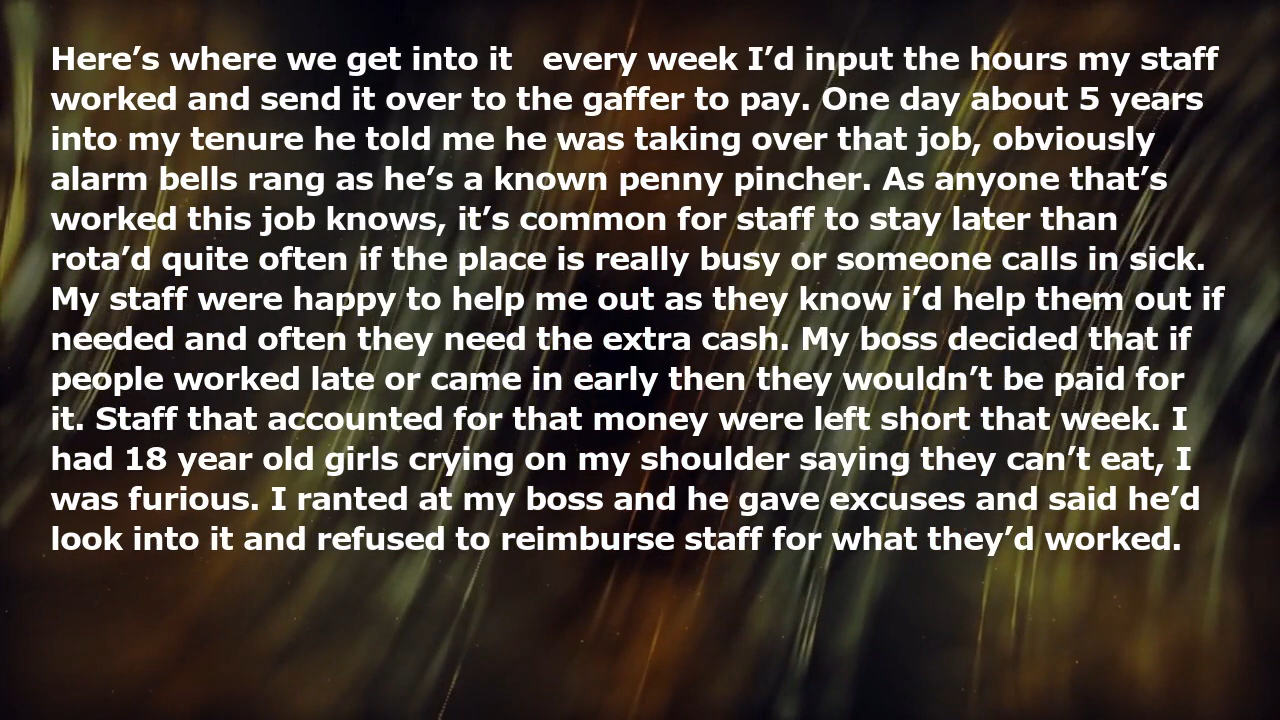 Here’s where we get into it   every week I’d input the hours my staff
worked and send it over to the gaffer to pay. One day about 5 years
into my tenure he told me he was taking over that job, obviously
alarm bells rang as he’s a known penny pincher. As anyone that’s
worked this job knows, it’s common for staff to stay later than
rota’d quite often if the place is really busy or someone calls in sick.
My staff were happy to help me out as they know i’d help them out if
needed and often they need the extra cash. My boss decided that if
people worked late or came in early then they wouldn’t be paid for
it. Staff that accounted for that money were left short that week. I
had 18 year old girls crying on my shoulder saying they can’t eat, I
was furious. I ranted at my boss and he gave excuses and said he’d
look into it and refused to reimburse staff for what they’d worked.